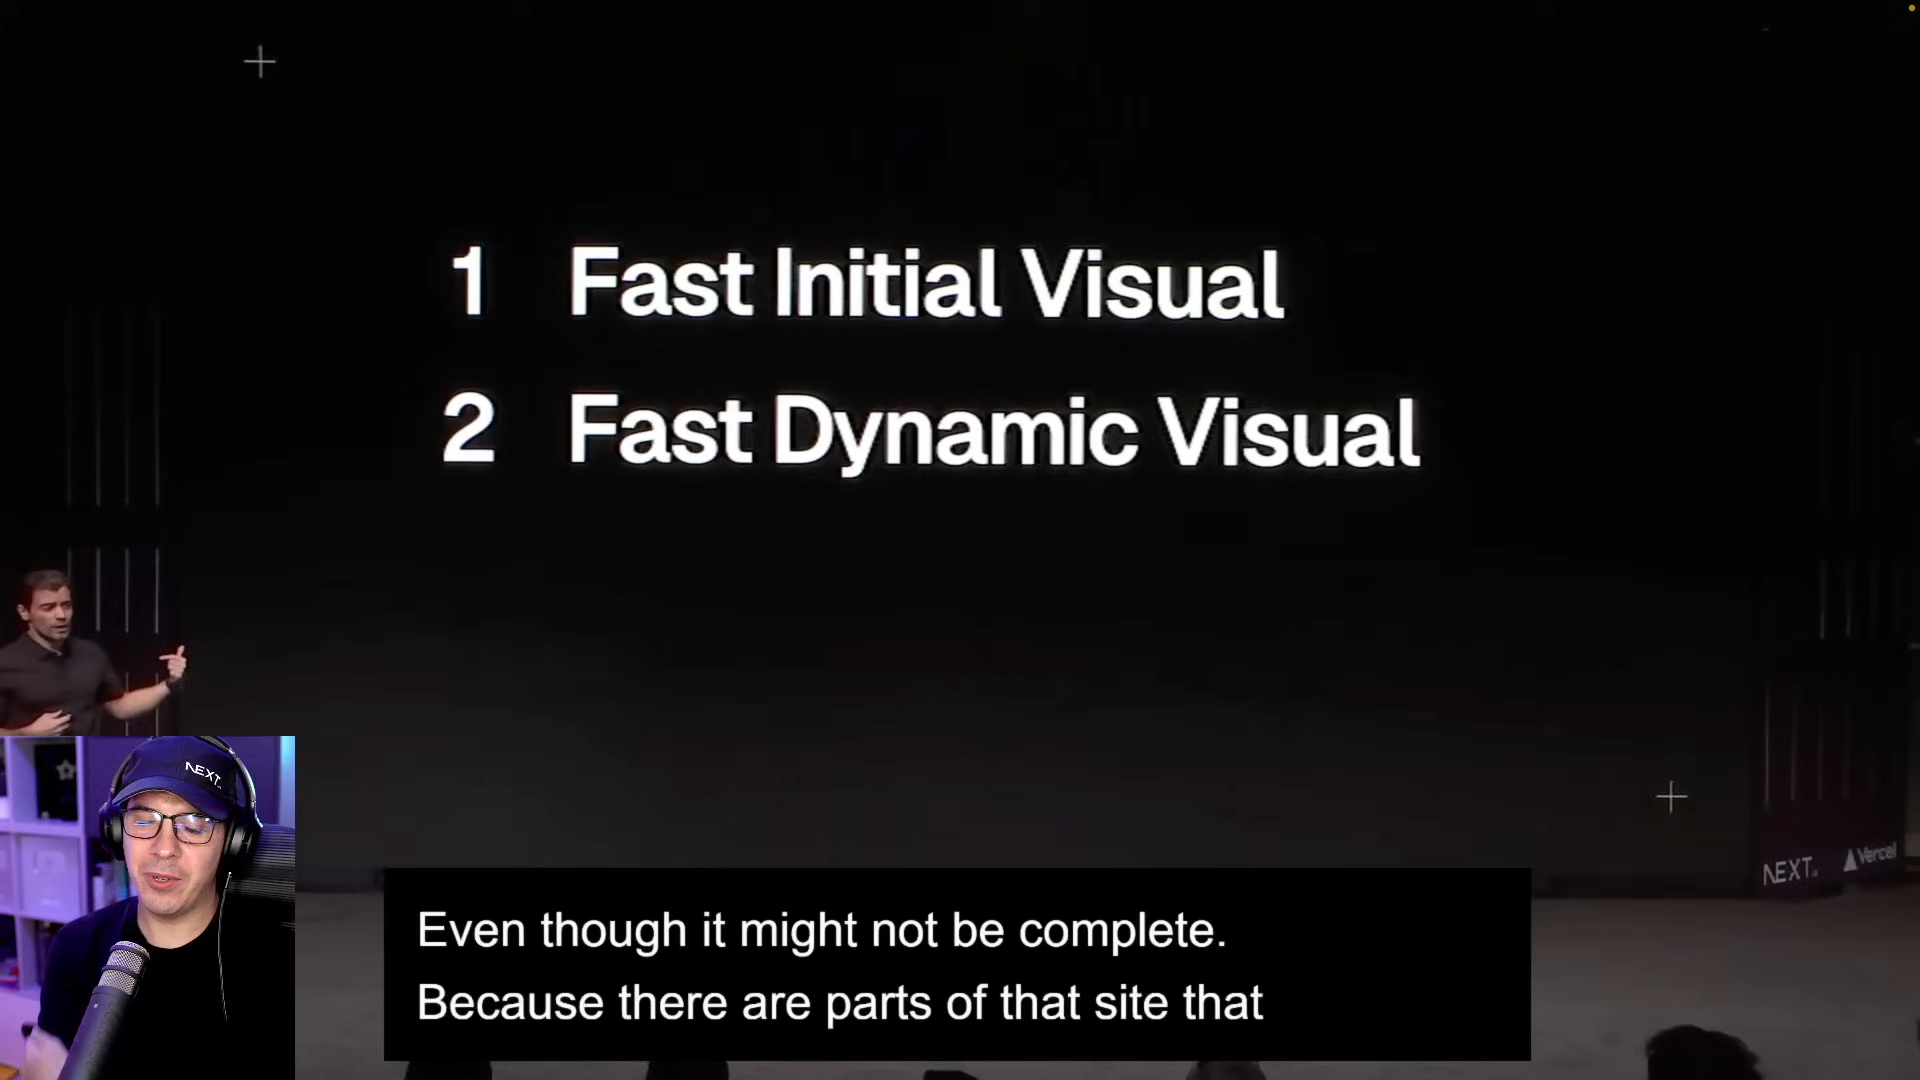 1 Fast Initial Visual
2 Fast Dynamic Visual
NEXT
NEXT.
Vercel
Even though it might not be complete.
Because there are parts of that site that